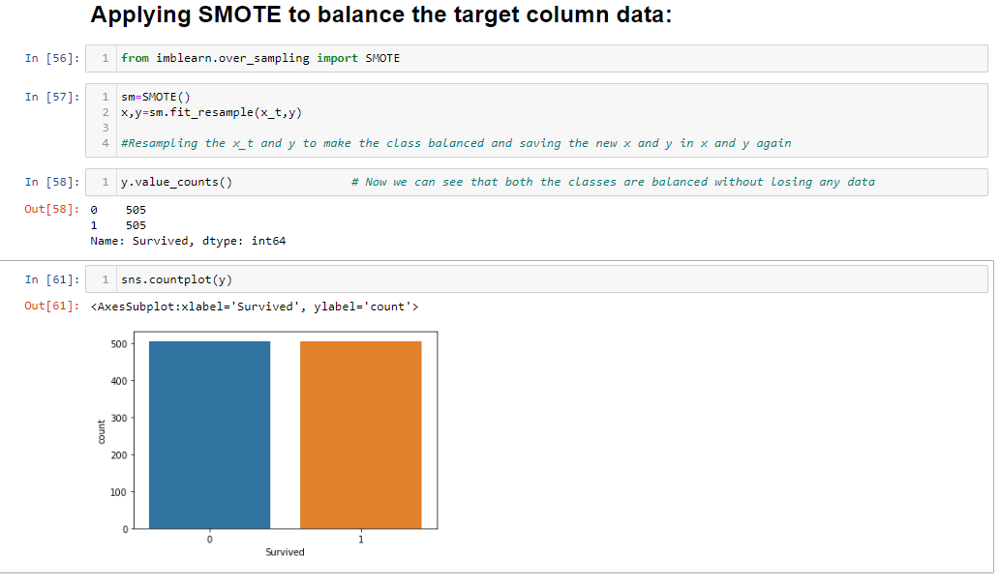 Applying SMOTE to balance the target column data:
In [56]: 1 from imblearn.over_sampling import SMOTE
In [57]: 1 sm=SMOTE()
2 x,y=sm.fit_resample(x_t,y)
3
4 #Resampling the x_t and y to make the class balanced and saving the new x and y in x and y again
In [58]: 1 y.value_counts() # Now we can see that both the classes are balanced without losing any data
Out[58]: 0 505
1 505
Name: Survived, dtype: int64
In [61]: 1 sns.countplot(y)
Out[61]: <AxesSubplot:xlabel='Survived', ylabel='count'>
500
400
300
200
100
0
count
0 1
Survived